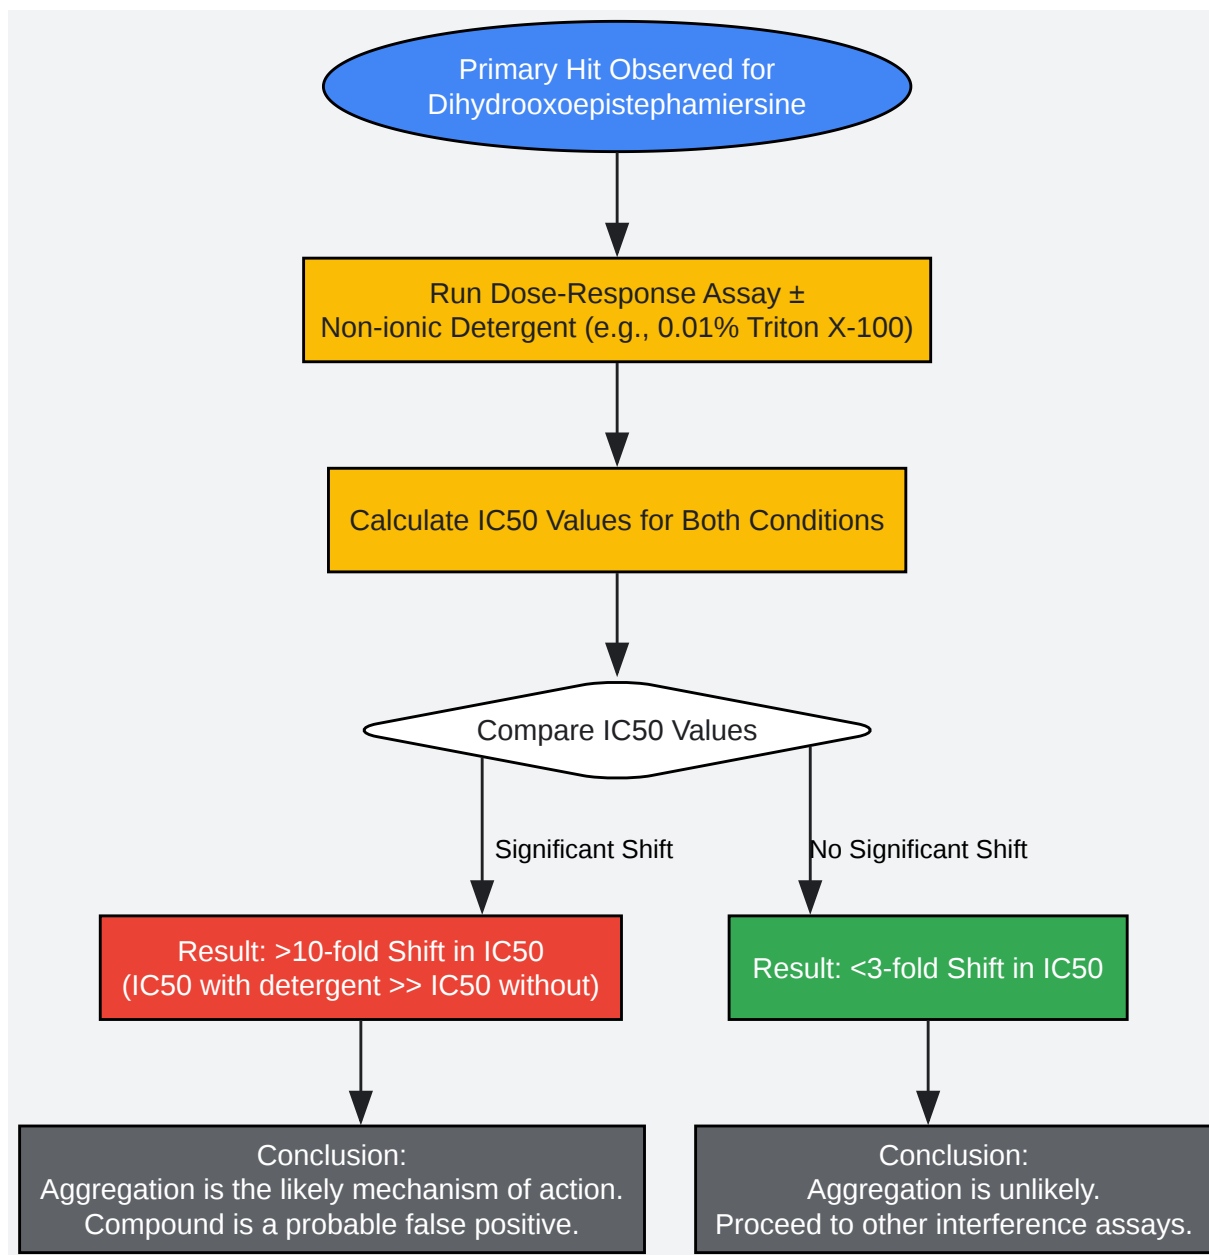 Primary Hit Observed for
Dihydrooxoepistephamiersine
Run Dose-Response Assay ±
Non-ionic Detergent (e.g., 0.01% Triton X-100)
Calculate IC50 Values for Both Conditions
Compare IC50 Values
Significant Shift
No Significant Shift
Result: >10-fold Shift in IC50
(IC50 with detergent >> IC50 without)
Result: <3-fold Shift in IC50
Conclusion:
Aggregation is the likely mechanism of action.
Compound is a probable false positive.
Conclusion:
Aggregation is unlikely.
Proceed to other interference assays.